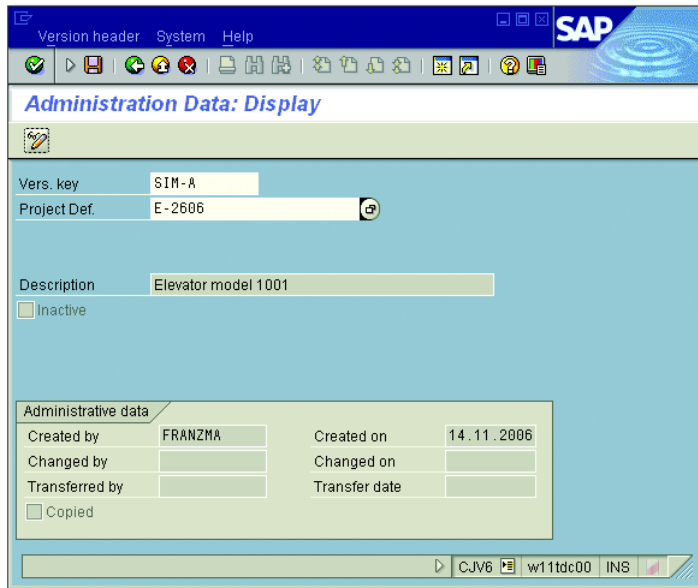 SAP
Version header System Help
Administration Data: Display
Vers. key SIM-A
Project Def. E-2606
Description Elevator model 1001
Inactive
Administrative data
Created by FRANZMA Created on 14.11.2006
Changed by Changed on
Transferred by Transfer date
Copied
CJV6 w11tdc00 INS